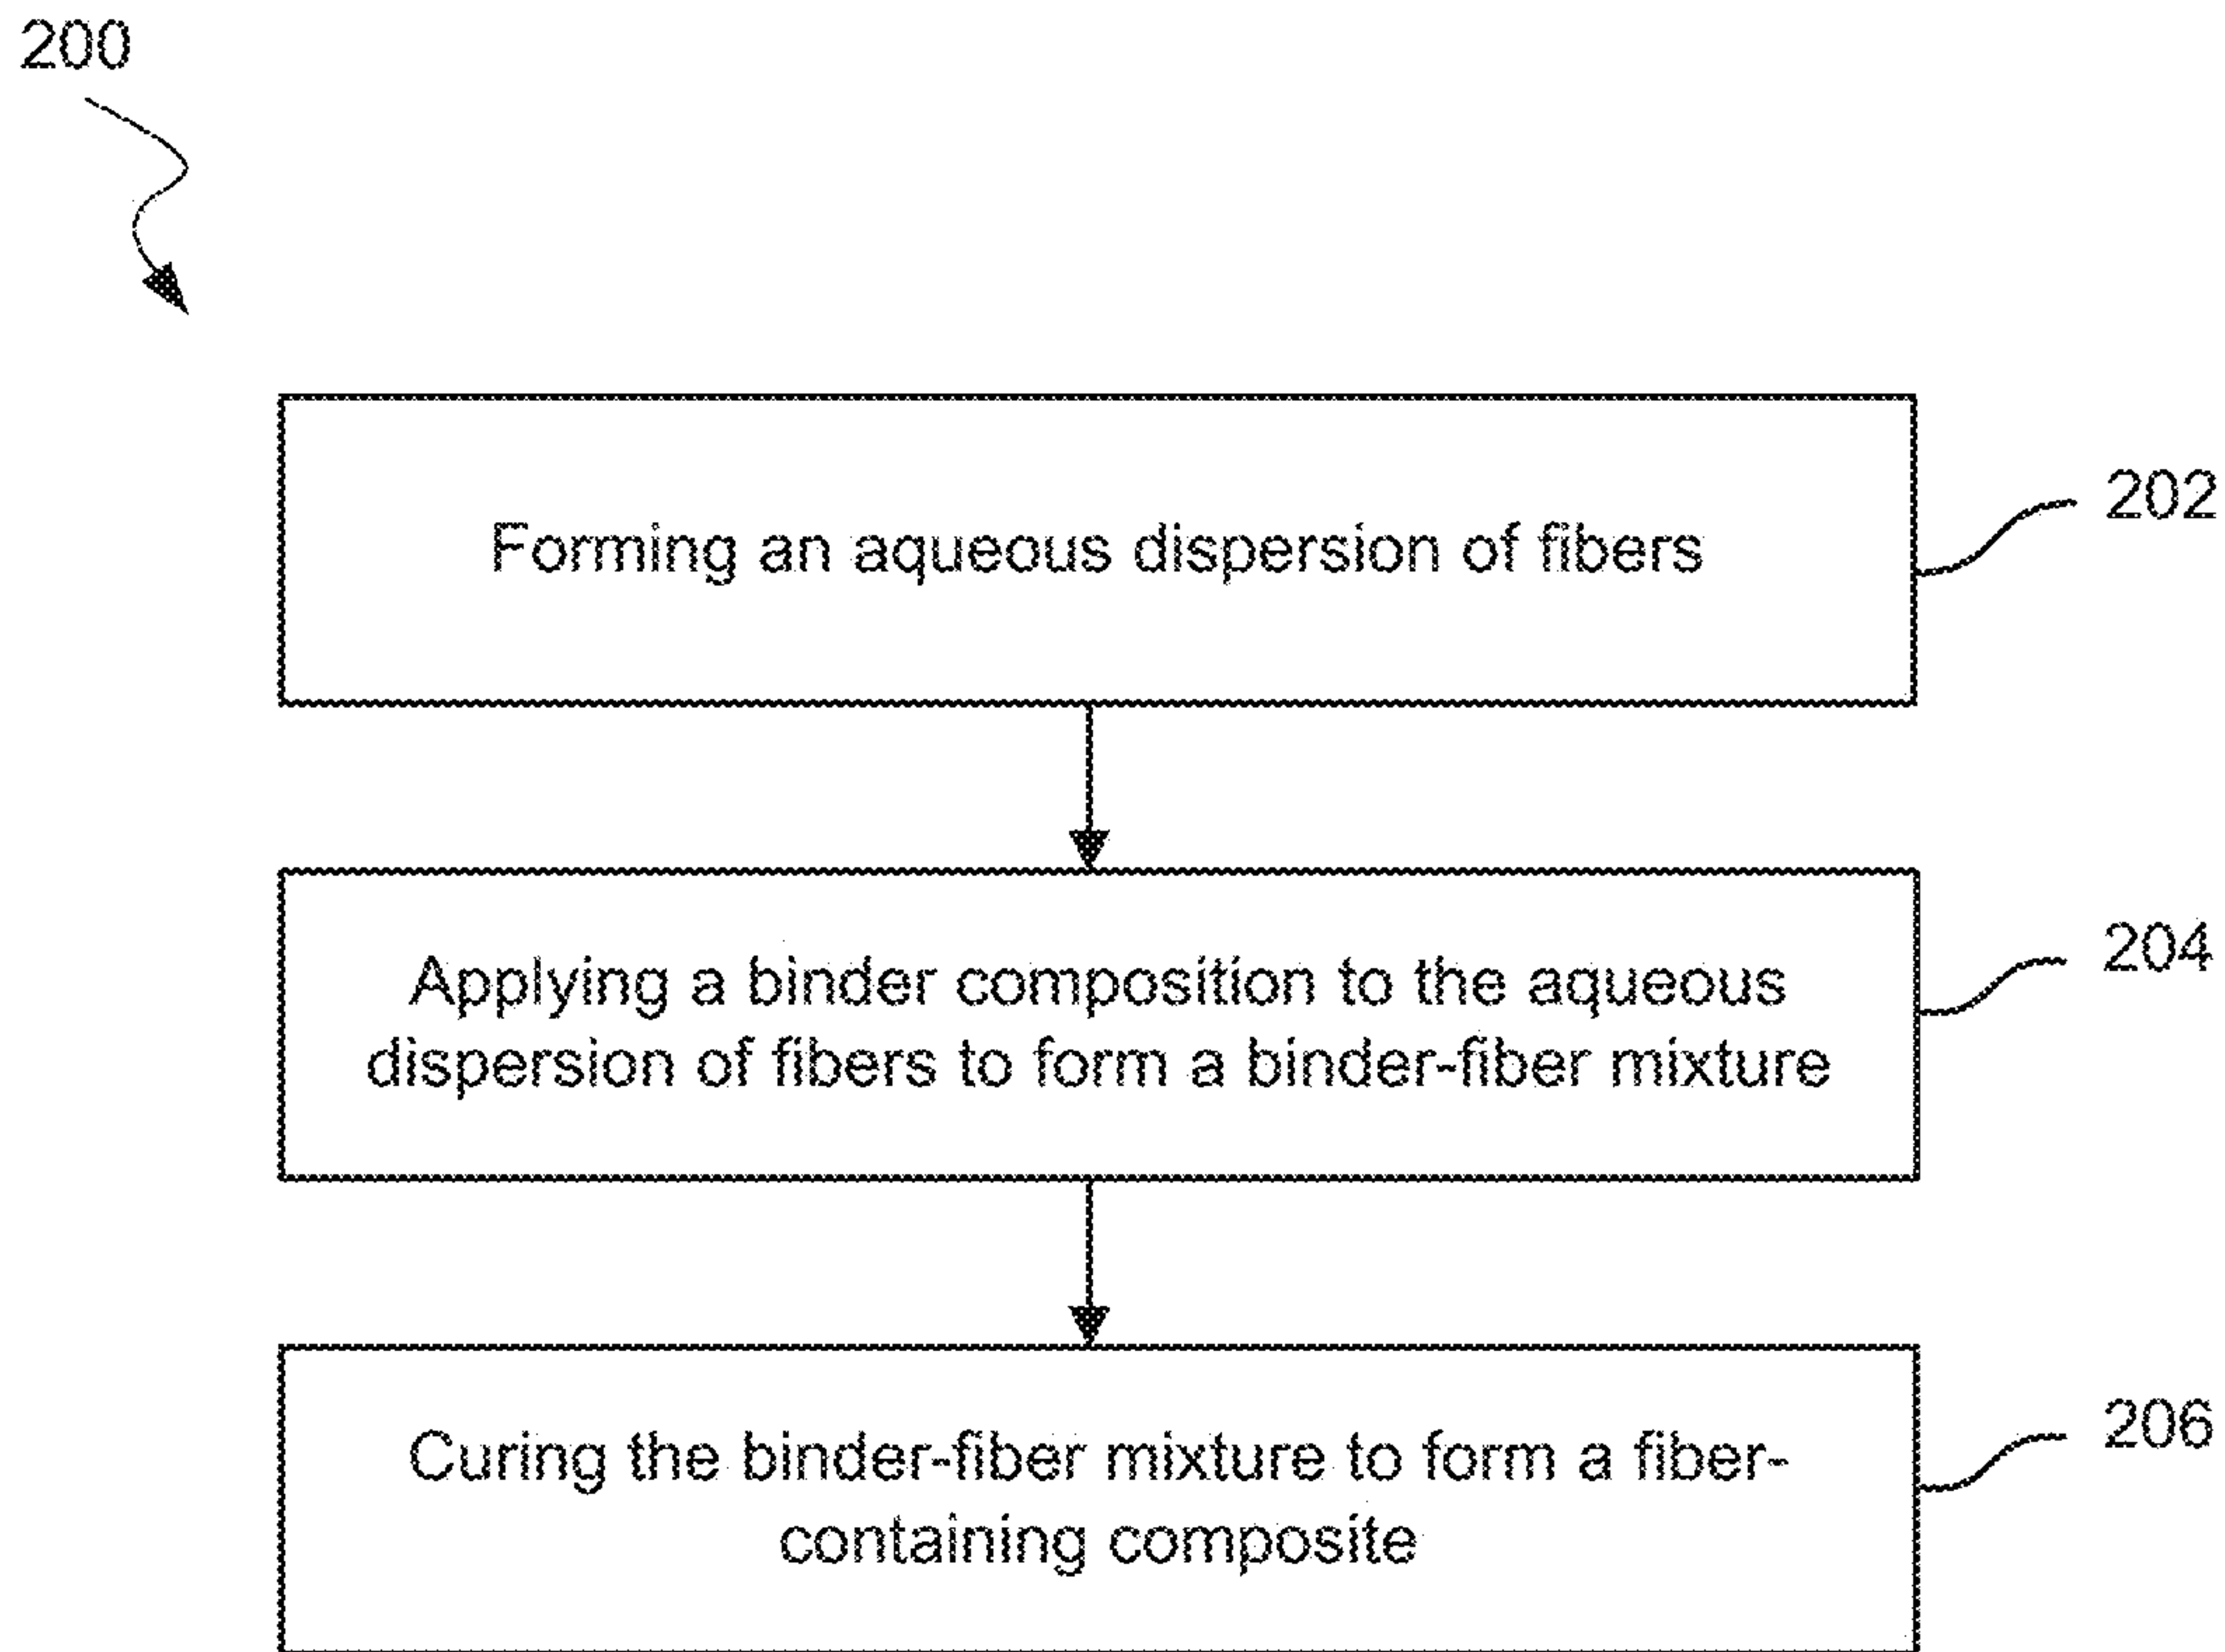 200
Forming an aqueous dispersion of fibers
202
Applying a binder composition to the aqueous
dispersion of fibers to form a binder-fiber mixture
204
Curing the binder-fiber mixture to form a fiber-
containing composite
206